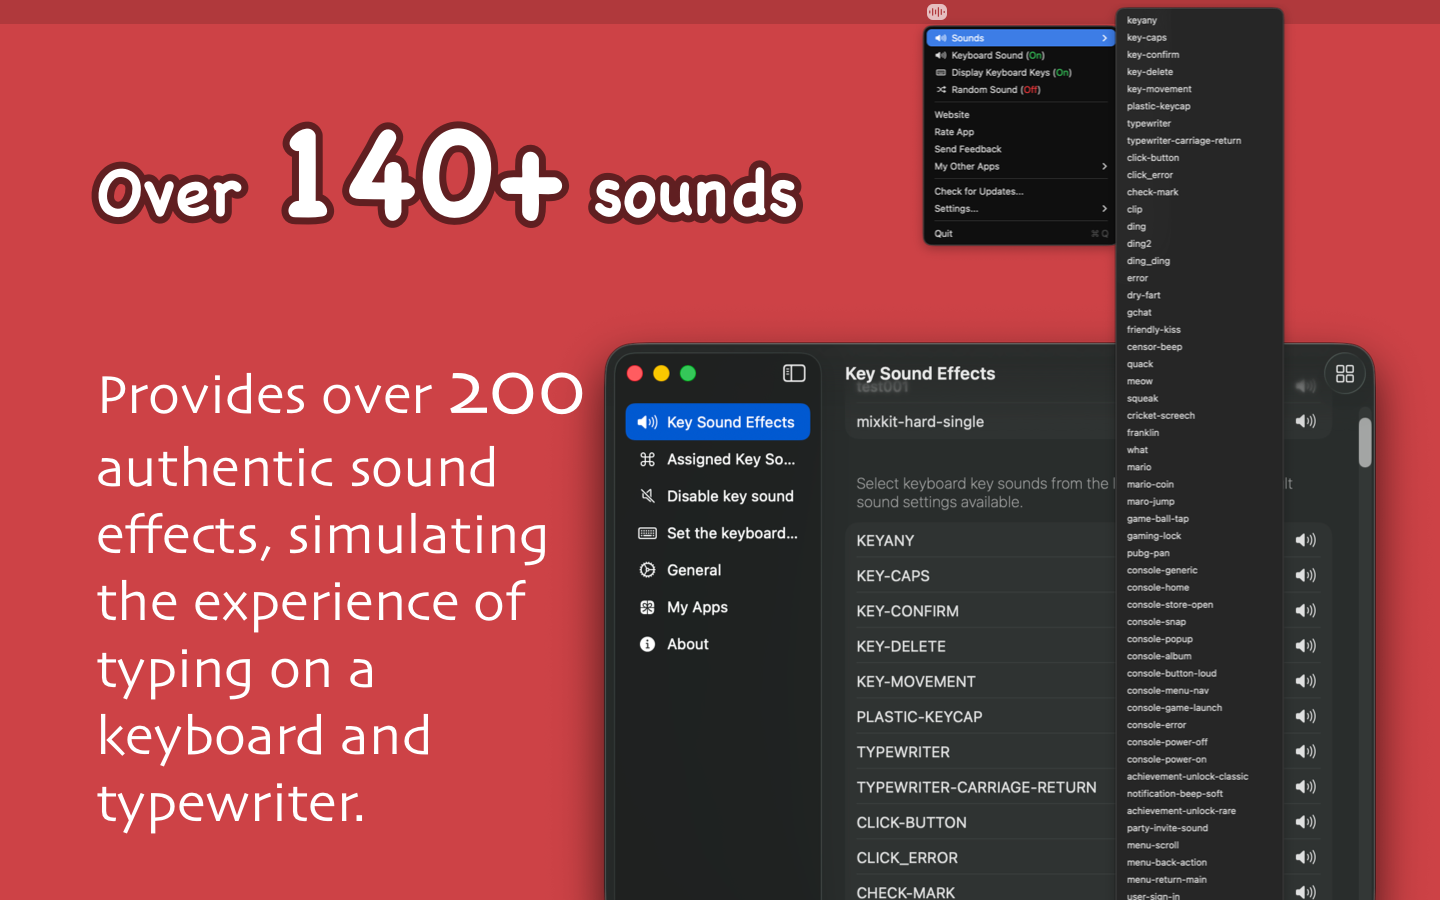 Over 140+ sounds
Provides over 200
authentic sound
effects, simulating
the experience of
typing on a
keyboard and
typewriter.
Sounds
Keyboard Sound (On)
Display Keyboard Keys (On)
Random Sound (Off)
Website
Rate App
Send Feedback
My Other Apps
Check for Updates...
Settings...
Quit ⌘Q
keyany
key-caps
key-confirm
key-delete
key-movement
plastic-keycap
typewriter
typewriter-carriage-return
click-button
click_error
check-mark
clip
ding
ding2
ding_ding
error
dry-fart
gchat
friendly-kiss
censor-beep
quack
meow
squeak
cricket-screech
franklin
what
mario
mario-coin
maro-jump
game-ball-tap
gaming-lock
pubg-pan
console-generic
console-home
console-store-open
console-snap
console-popup
console-album
console-button-loud
console-menu-nav
console-game-launch
console-error
console-power-off
console-power-on
achievement-unlock-classic
notification-beep-soft
achievement-unlock-rare
party-invite-sound
menu-scroll
menu-back-action
menu-return-main
user-sign-in
Key Sound Effects
Assigned Key So...
Disable key sound
Set the keyboard...
General
My Apps
About
Key Sound Effects
test001
mixkit-hard-single
Select keyboard key sounds from the
sound settings available.
KEYANY
KEY-CAPS
KEY-CONFIRM
KEY-DELETE
KEY-MOVEMENT
PLASTIC-KEYCAP
TYPEWRITER
TYPEWRITER-CARRIAGE-RETURN
CLICK-BUTTON
CLICK_ERROR
CHECK-MARK